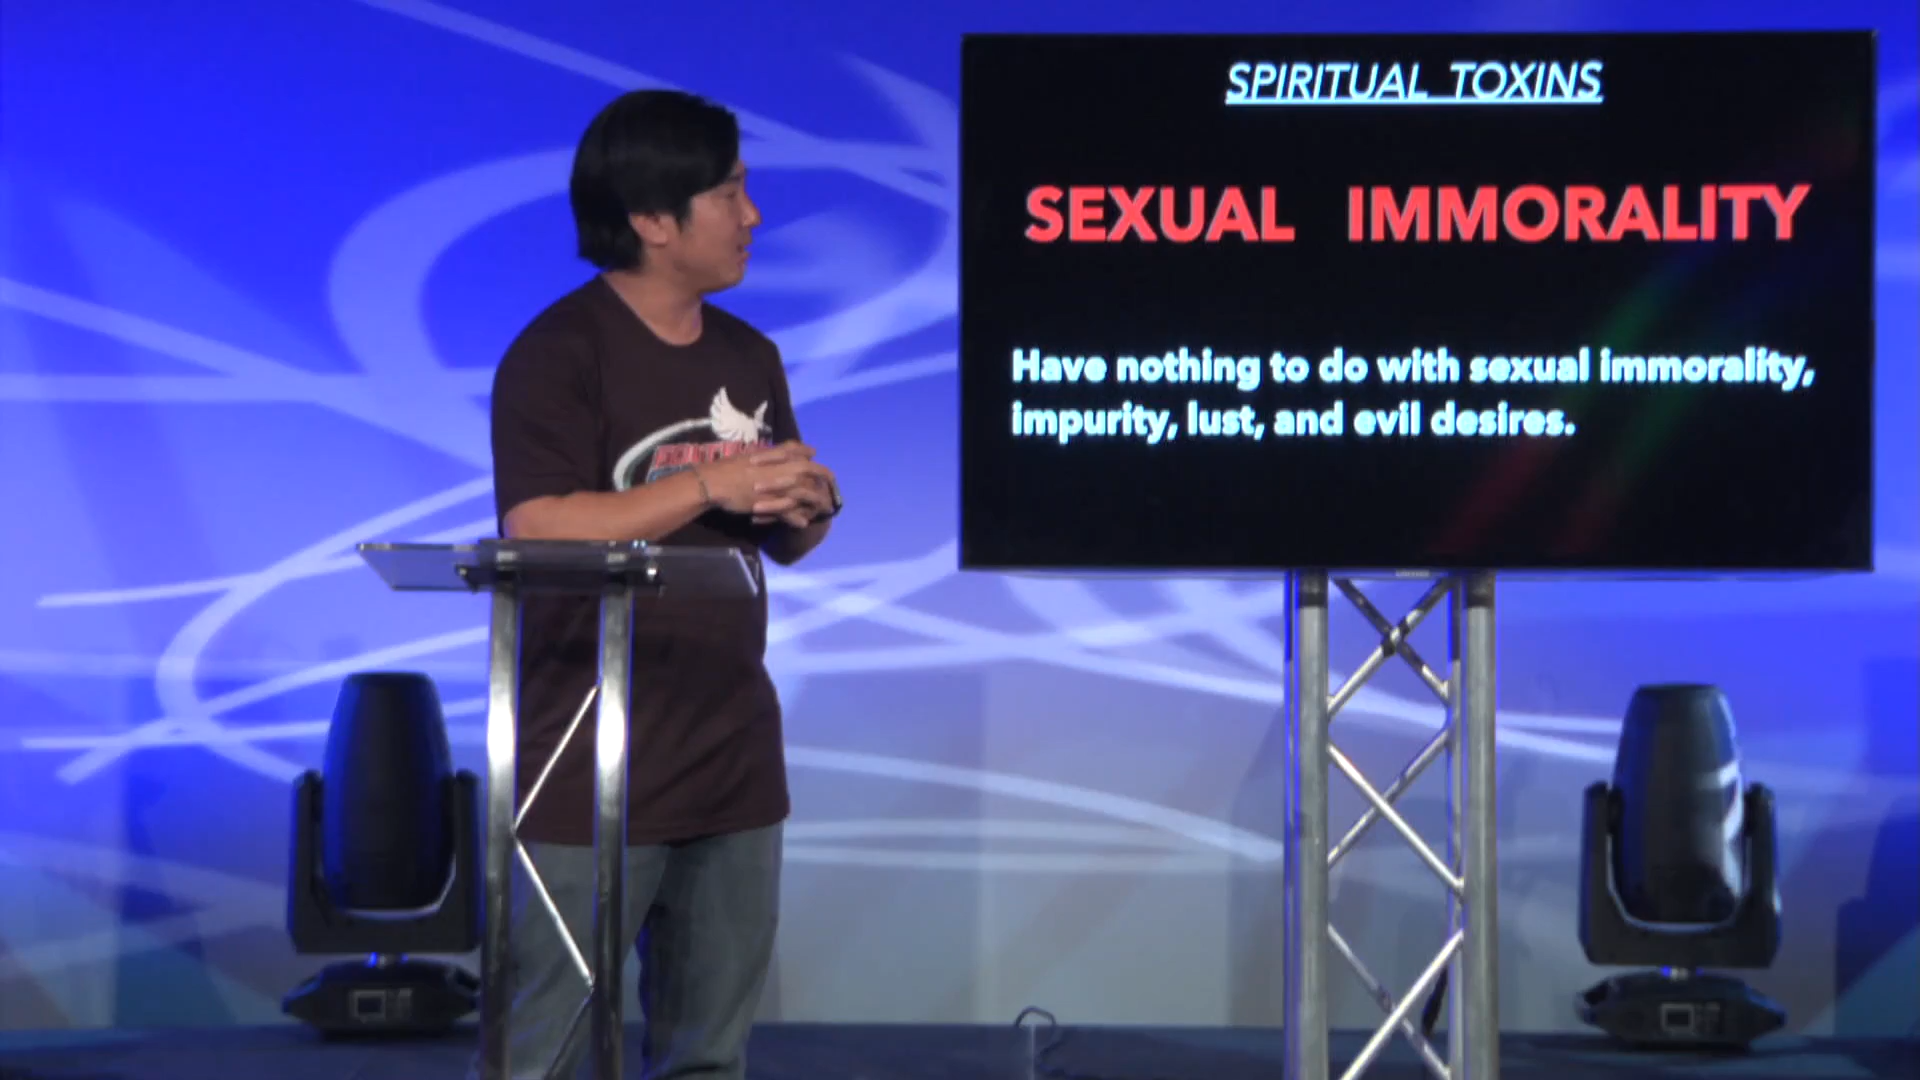 SPIRITUAL TOXINS
SEXUAL IMMORALITY
Have nothing to do with sexual immorality,
impurity, lust, and evil desires.